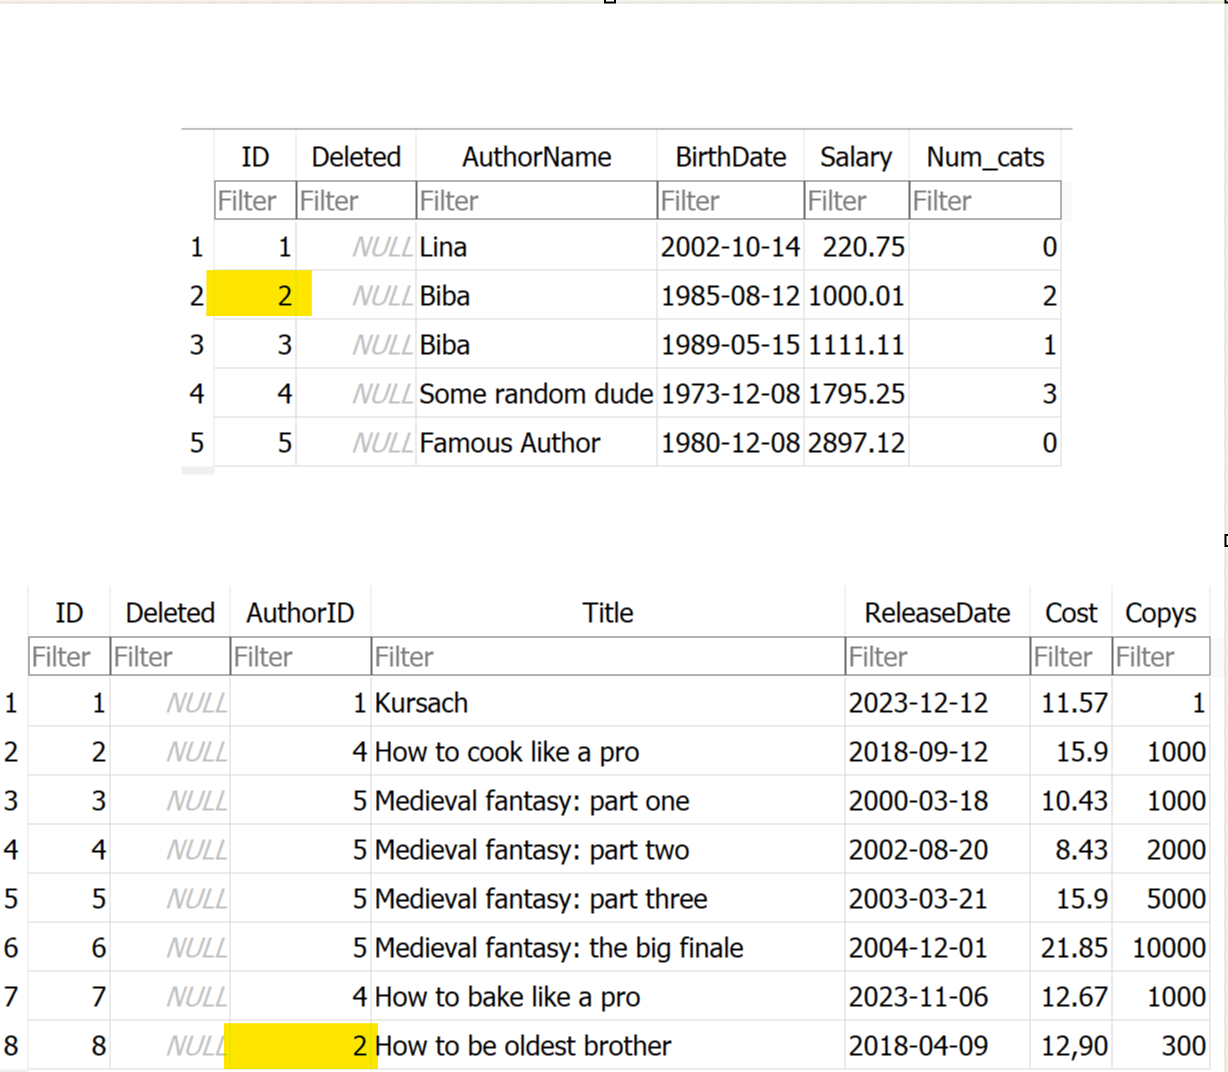 ID Deleted AuthorName BirthDate Salary Num_cats
Filter Filter Filter Filter Filter Filter
1 1 NULL Lina 2002-10-14 220.75 0
2 2 NULL Biba 1985-08-12 1000.01 2
3 3 NULL Biba 1989-05-15 1111.11 1
4 4 NULL Some random dude 1973-12-08 1795.25 3
5 5 NULL Famous Author 1980-12-08 2897.12 0
ID Deleted AuthorID Title ReleaseDate Cost Copys
Filter Filter Filter Filter Filter Filter Filter
1 1 NULL 1 Kursach 2023-12-12 11.57 1
2 2 NULL 4 How to cook like a pro 2018-09-12 15.9 1000
3 3 NULL 5 Medieval fantasy: part one 2000-03-18 10.43 1000
4 4 NULL 5 Medieval fantasy: part two 2002-08-20 8.43 2000
5 5 NULL 5 Medieval fantasy: part three 2003-03-21 15.9 5000
6 6 NULL 5 Medieval fantasy: the big finale 2004-12-01 21.85 10000
7 7 NULL 4 How to bake like a pro 2023-11-06 12.67 1000
8 8 NULL 2 How to be oldest brother 2018-04-09 12,90 300